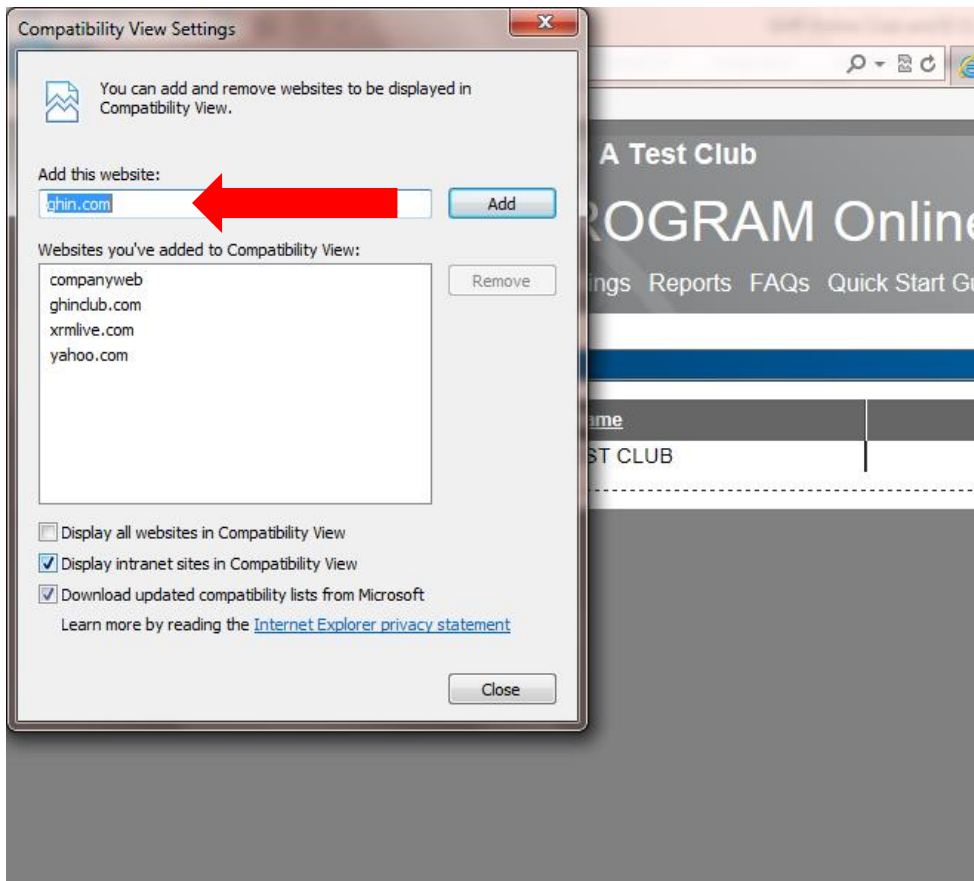 Compatibility View Settings
You can add and remove websites to be displayed in
Compatibility View.
Add this website:
ghin.com
Add
Websites you've added to Compatibility View:
companyweb
ghinclub.com
xrmlive.com
yahoo.com
Remove
Display all websites in Compatibility View
Display intranet sites in Compatibility View
Download updated compatibility lists from Microsoft
Learn more by reading the Internet Explorer privacy statement
Close
A Test Club
ROGRAM Online
ings Reports FAQs Quick Start Gu
ame
ST CLUB